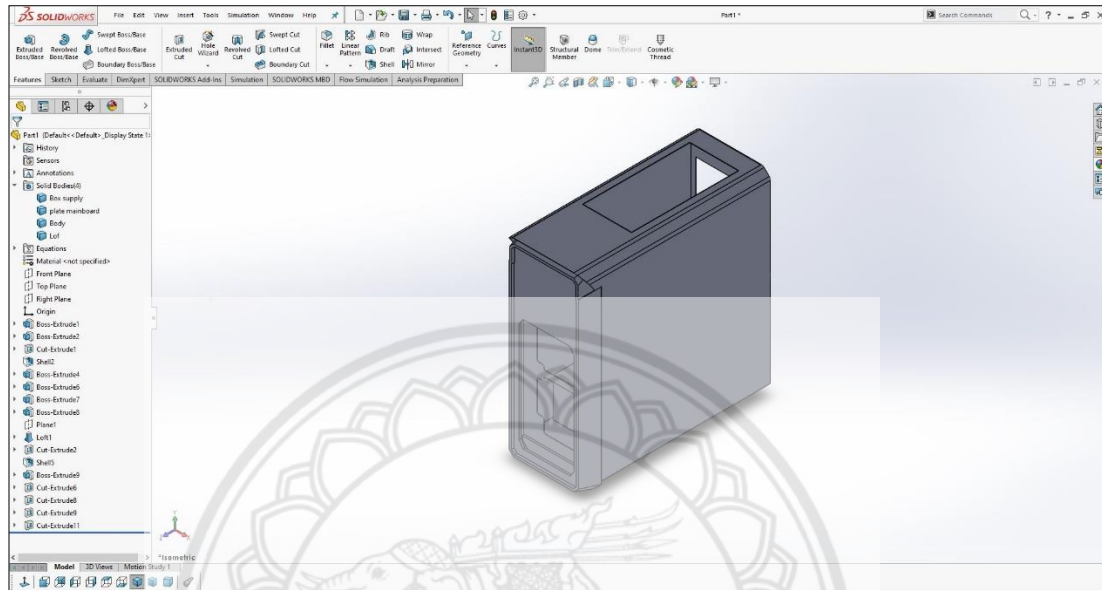 SOLIDWORKS File Edit View Insert Tools Simulation Window Help Part1 * Search Commands
Extruded Boss/Base Revolved Boss/Base Swept Boss/Base Lofted Boss/Base Boundary Boss/Base Extruded Cut Hole Wizard Revolved Cut Swept Cut Lofted Cut Boundary Cut Fillet Linear Pattern Rib Draft Shell Wrap Intersect Mirror Reference Geometry Curves Instant3D Structural Member Dome Trim/Extend Cosmetic Thread
Features Sketch Evaluate DimXpert SOLIDWORKS Add-Ins Simulation SOLIDWORKS MBD Flow Simulation Analysis Preparation
Part1 (Default<<Default>_Display State 1>
History
Sensors
Annotations
Solid Bodies(4)
Box supply
plate mainboard
Body
Lof
Equations
Material <not specified>
Front Plane
Top Plane
Right Plane
Origin
Boss-Extrude1
Boss-Extrude2
Cut-Extrude1
Shell2
Boss-Extrude4
Boss-Extrude6
Boss-Extrude7
Boss-Extrude8
Plane1
Loft1
Cut-Extrude2
Shell5
Boss-Extrude9
Cut-Extrude6
Cut-Extrude8
Cut-Extrude9
Cut-Extrude11
*Isometric
Model 3D Views Motion Study 1